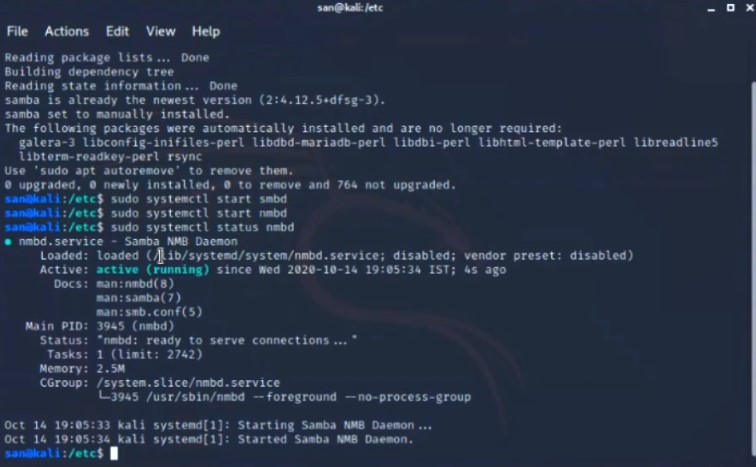 san@kali: /etc
File Actions Edit View Help
Reading package lists... Done
Building dependency tree
Reading state information... Done
samba is already the newest version (2:4.12.5+dfsg-3).
samba set to manually installed.
The following packages were automatically installed and are no longer required:
galera-3 libconfig-inifiles-perl libdbd-mariadb-perl libdbi-perl libhtml-template-perl libreadline5
libterm-readkey-perl rsync
Use 'sudo apt autoremove' to remove them.
0 upgraded, 0 newly installed, 0 to remove and 764 not upgraded.
san@kali:/etc$ sudo systemctl start smbd
san@kali:/etc$ sudo systemctl start nmbd
san@kali:/etc$ sudo systemctl status nmbd
● nmbd.service - Samba NMB Daemon
Loaded: loaded (/lib/systemd/system/nmbd.service; disabled; vendor preset: disabled)
Active: active (running) since Wed 2020-10-14 19:05:34 IST; 4s ago
Docs: man:nmbd(8)
man:samba(7)
man:smb.conf(5)
Main PID: 3945 (nmbd)
Status: "nmbd: ready to serve connections..."
Tasks: 1 (limit: 2742)
Memory: 2.5M
CGroup: /system.slice/nmbd.service
└─3945 /usr/sbin/nmbd --foreground --no-process-group
Oct 14 19:05:33 kali systemd[1]: Starting Samba NMB Daemon...
Oct 14 19:05:34 kali systemd[1]: Started Samba NMB Daemon.
san@kali:/etc$